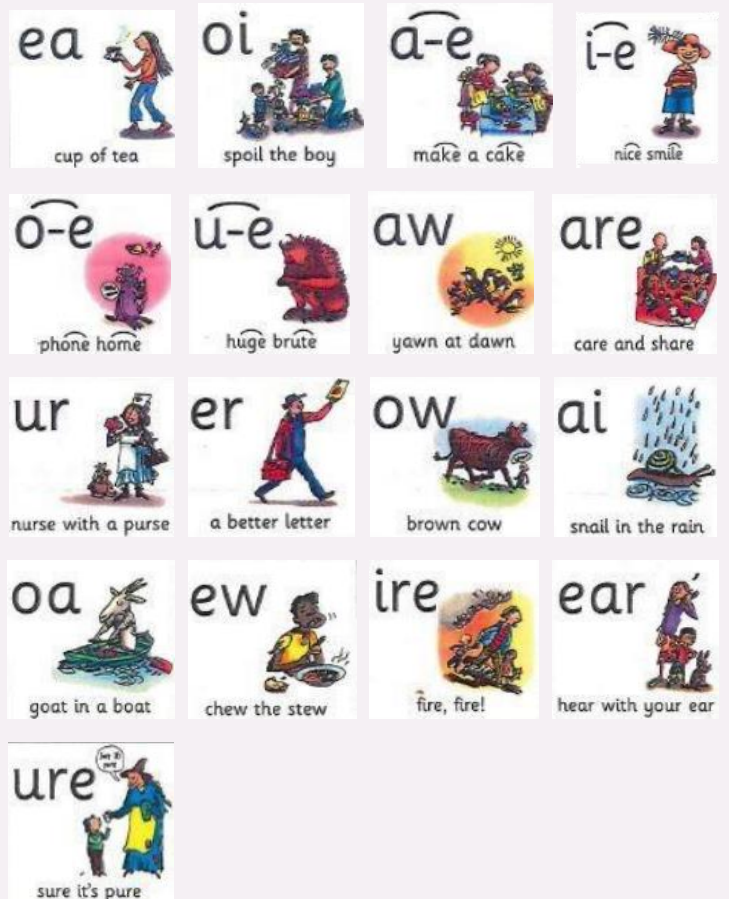 ea
cup of tea
oi
spoil the boy
a-e
make a cake
i-e
nice smile
o-e
phone home
u-e
huge brute
aw
yawn at dawn
are
care and share
ur
nurse with a purse
er
a better letter
ow
brown cow
ai
snail in the rain
oa
goat in a boat
ew
chew the stew
ire
fire, fire!
ear
hear with your ear
ure
sure it's pure